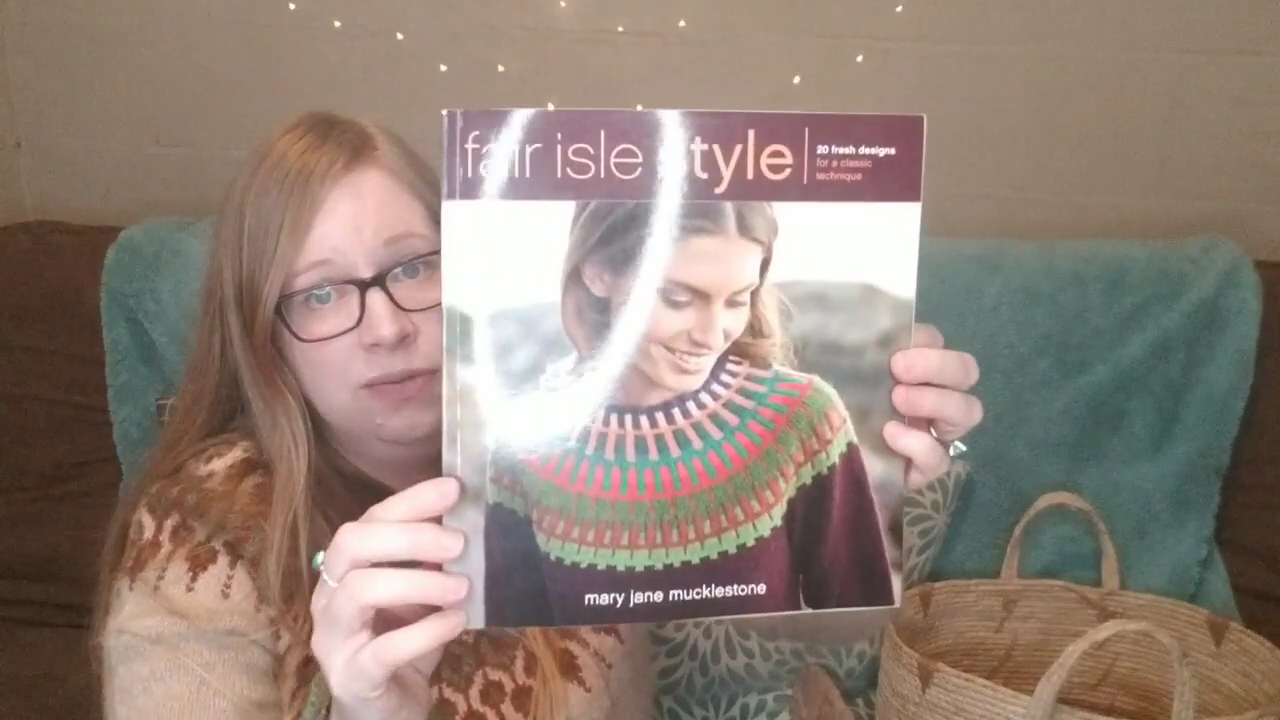 fair isle style
20 fresh designs
for a classic
technique
mary jane mucklestone